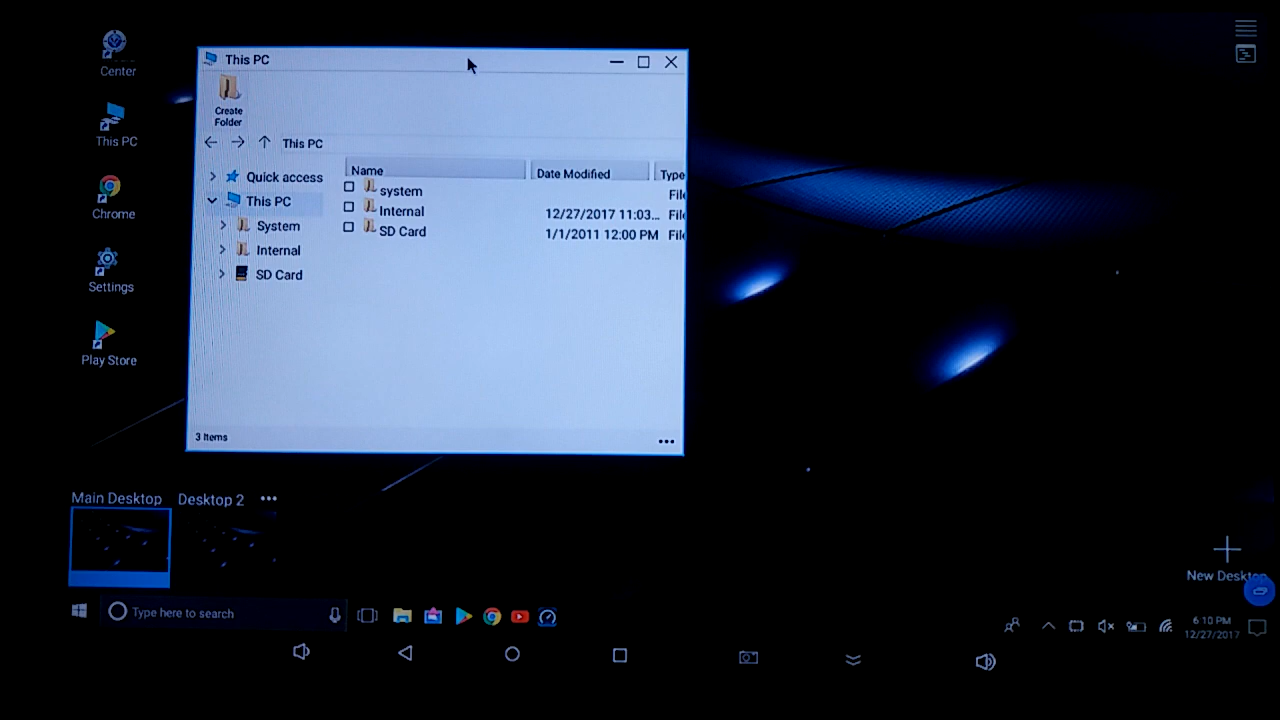 Center
This PC
Chrome
Settings
Play Store
This PC
Create
Folder
This PC
Quick access
This PC
System
Internal
SD Card
Name
Date Modified
Type
system
File
Internal
12/27/2017 11:03...
File
SD Card
1/1/2011 12:00 PM
File
3 Items
Main Desktop
Desktop 2
New Desktop
Type here to search
6:10 PM
12/27/2017